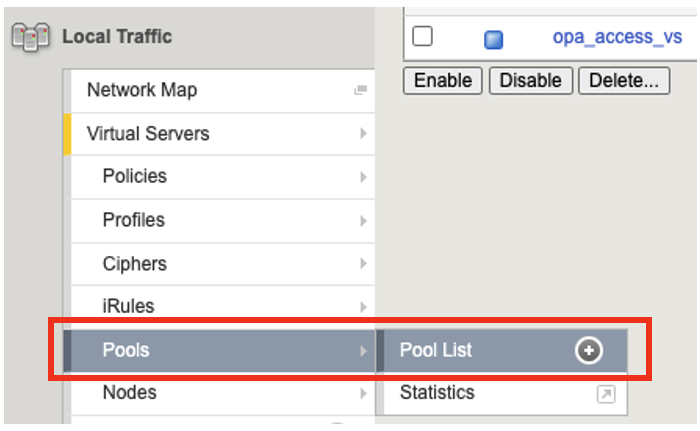 Local Traffic
opa_access_vs
Enable Disable Delete...
Network Map
Virtual Servers
Policies
Profiles
Ciphers
iRules
Pools
Pool List
Nodes
Statistics